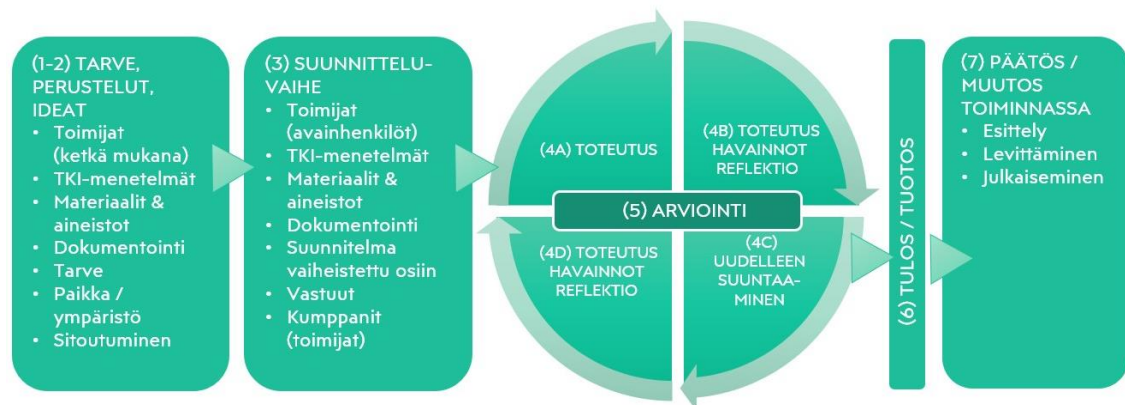 (1-2) TARVE,
PERUSTELUT,
IDEAT
• Toimijat
(ketkä mukana)
• TKI-menetelmät
• Materiaalit &
aineistot
• Dokumentointi
• Tarve
• Paikka /
ympäristö
• Sitoutuminen
(3) SUUNNITTELU-
VAIHE
• Toimijat
(avainhenkilöt)
• TKI-menetelmät
• Materiaalit &
aineistot
• Dokumentointi
• Suunnitelma
vaiheistettu osiin
• Vastuut
• Kumppanit
(toimijat)
(4A) TOTEUTUS
(4B) TOTEUTUS
HAVAINNOT
REFLEKTIO
(5) ARVIOINTI
(4D) TOTEUTUS
HAVAINNOT
REFLEKTIO
(4C)
UUDELLEEN
SUUNTAA-
MINEN
(6) TULOS / TUOTOS
(7) PÄÄTÖS /
MUUTOS
TOIMINNASSA
• Esittely
• Levittäminen
• Julkaiseminen